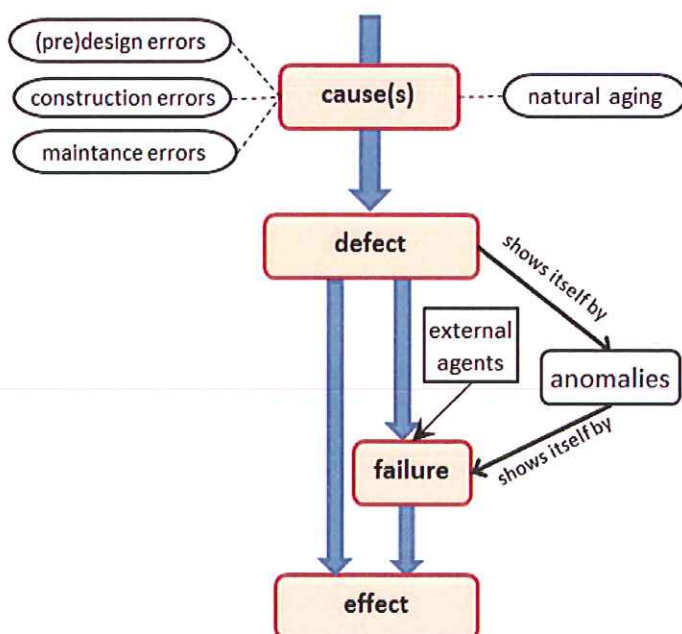 (pre)design errors
cause(s)
construction errors
natural aging
maintance errors
defect
shows itself by
external
agents
anomalies
failure
shows itself by
effect